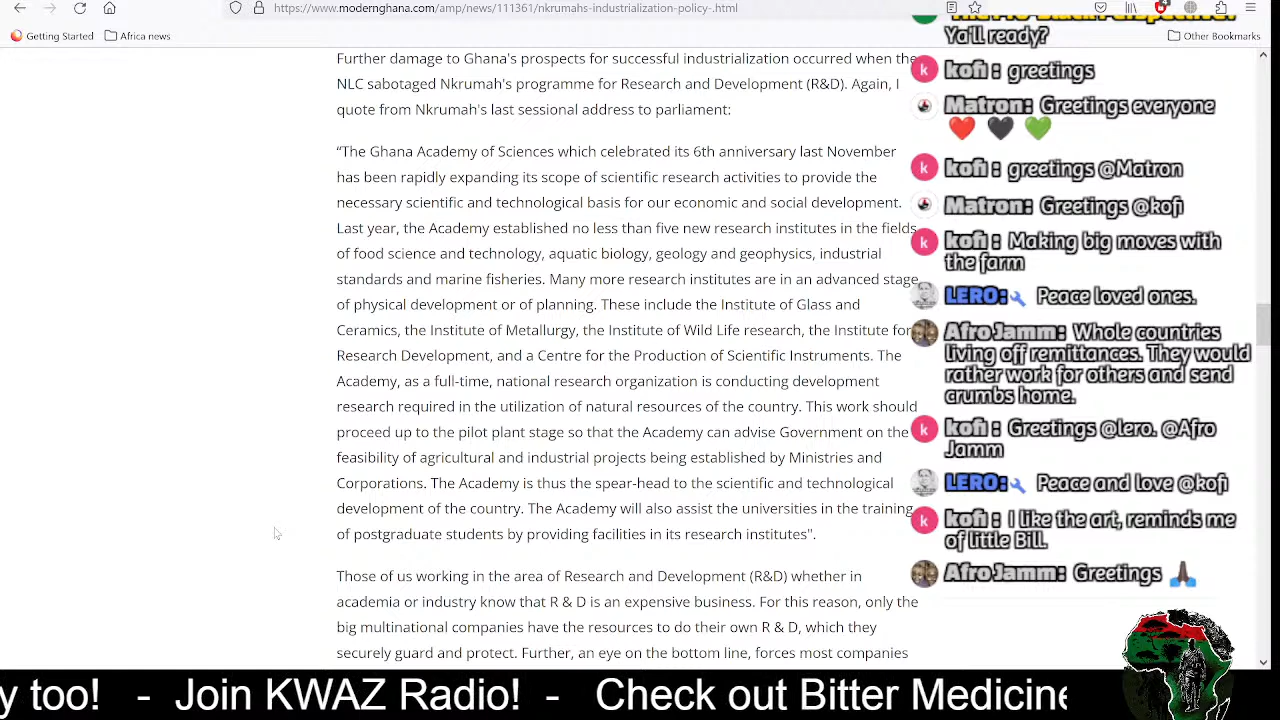 https://www.modernghana.com/amp/news/111361/nkrumahs-industrialization-policy-.html
Getting Started
Africa news
Other Bookmarks
Further damage to Ghana's prospects for successful industrialization occurred when the
NLC sabotaged Nkrumah's programme for Research and Development (R&D). Again, I
quote from Nkrumah's last sessional address to parliament:
“The Ghana Academy of Sciences which celebrated its 6th anniversary last November
has been rapidly expanding its scope of scientific research activities to provide the
necessary scientific and technological basis for our economic and social development.
Last year, the Academy established no less than five new research institutes in the fields
of food science and technology, aquatic biology, geology and geophysics, industrial
standards and marine fisheries. Many more research institutes are in an advanced stage
of physical development or of planning. These include the Institute of Glass and
Ceramics, the Institute of Metallurgy, the Institute of Wild Life research, the Institute for
Research Development, and a Centre for the Production of Scientific Instruments. The
Academy, as a full-time, national research organization is conducting development
research required in the utilization of natural resources of the country. This work should
proceed up to the pilot plant stage so that the Academy can advise Government on the
feasibility of agricultural and industrial projects being established by Ministries and
Corporations. The Academy is thus the spear-head to the scientific and technological
development of the country. The Academy will also assist the universities in the training
of postgraduate students by providing facilities in its research institutes".
Those of us working in the area of Research and Development (R&D) whether in
academia or industry know that R & D is an expensive business. For this reason, only the
big multinational companies have the resources to do their own R & D, which they
securely guard and protect. Further, an eye on the bottom line, forces most companies
Ya'll ready?
k kofi : greetings
Matron: Greetings everyone
k kofi : greetings @Matron
Matron: Greetings @kofi
k kofi : Making big moves with
the farm
LERO: Peace loved ones.
AfroJamm: Whole countries
living off remittances. They would
rather work for others and send
crumbs home.
k kofi : Greetings @lero. @Afro
Jamm
LERO: Peace and love @kofi
k kofi : I like the art, reminds me
of little Bill.
AfroJamm: Greetings
y too! - Join KWAZ Radio! - Check out Bitter Medicine